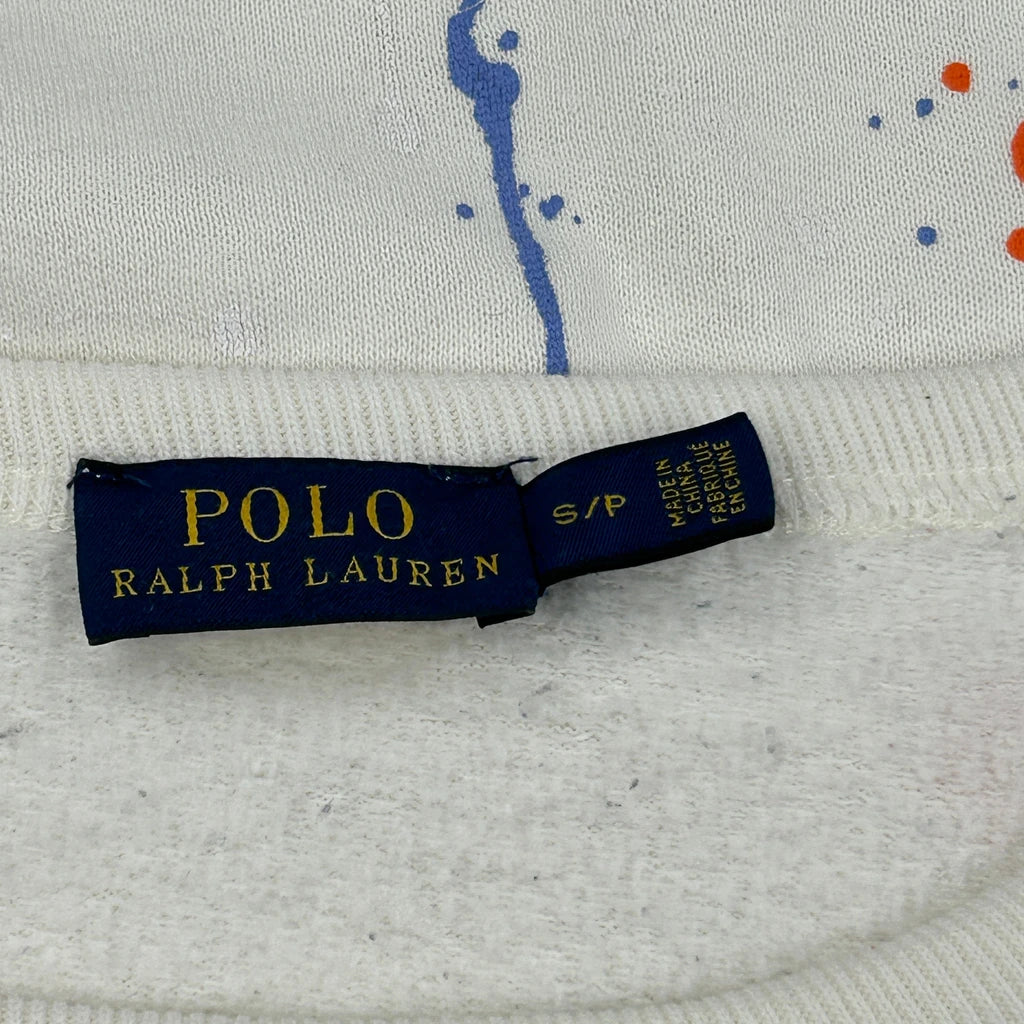 POLO
RALPH LAUREN
S/P
MADE IN
CHINA
FABRIQUE
EN CHINE